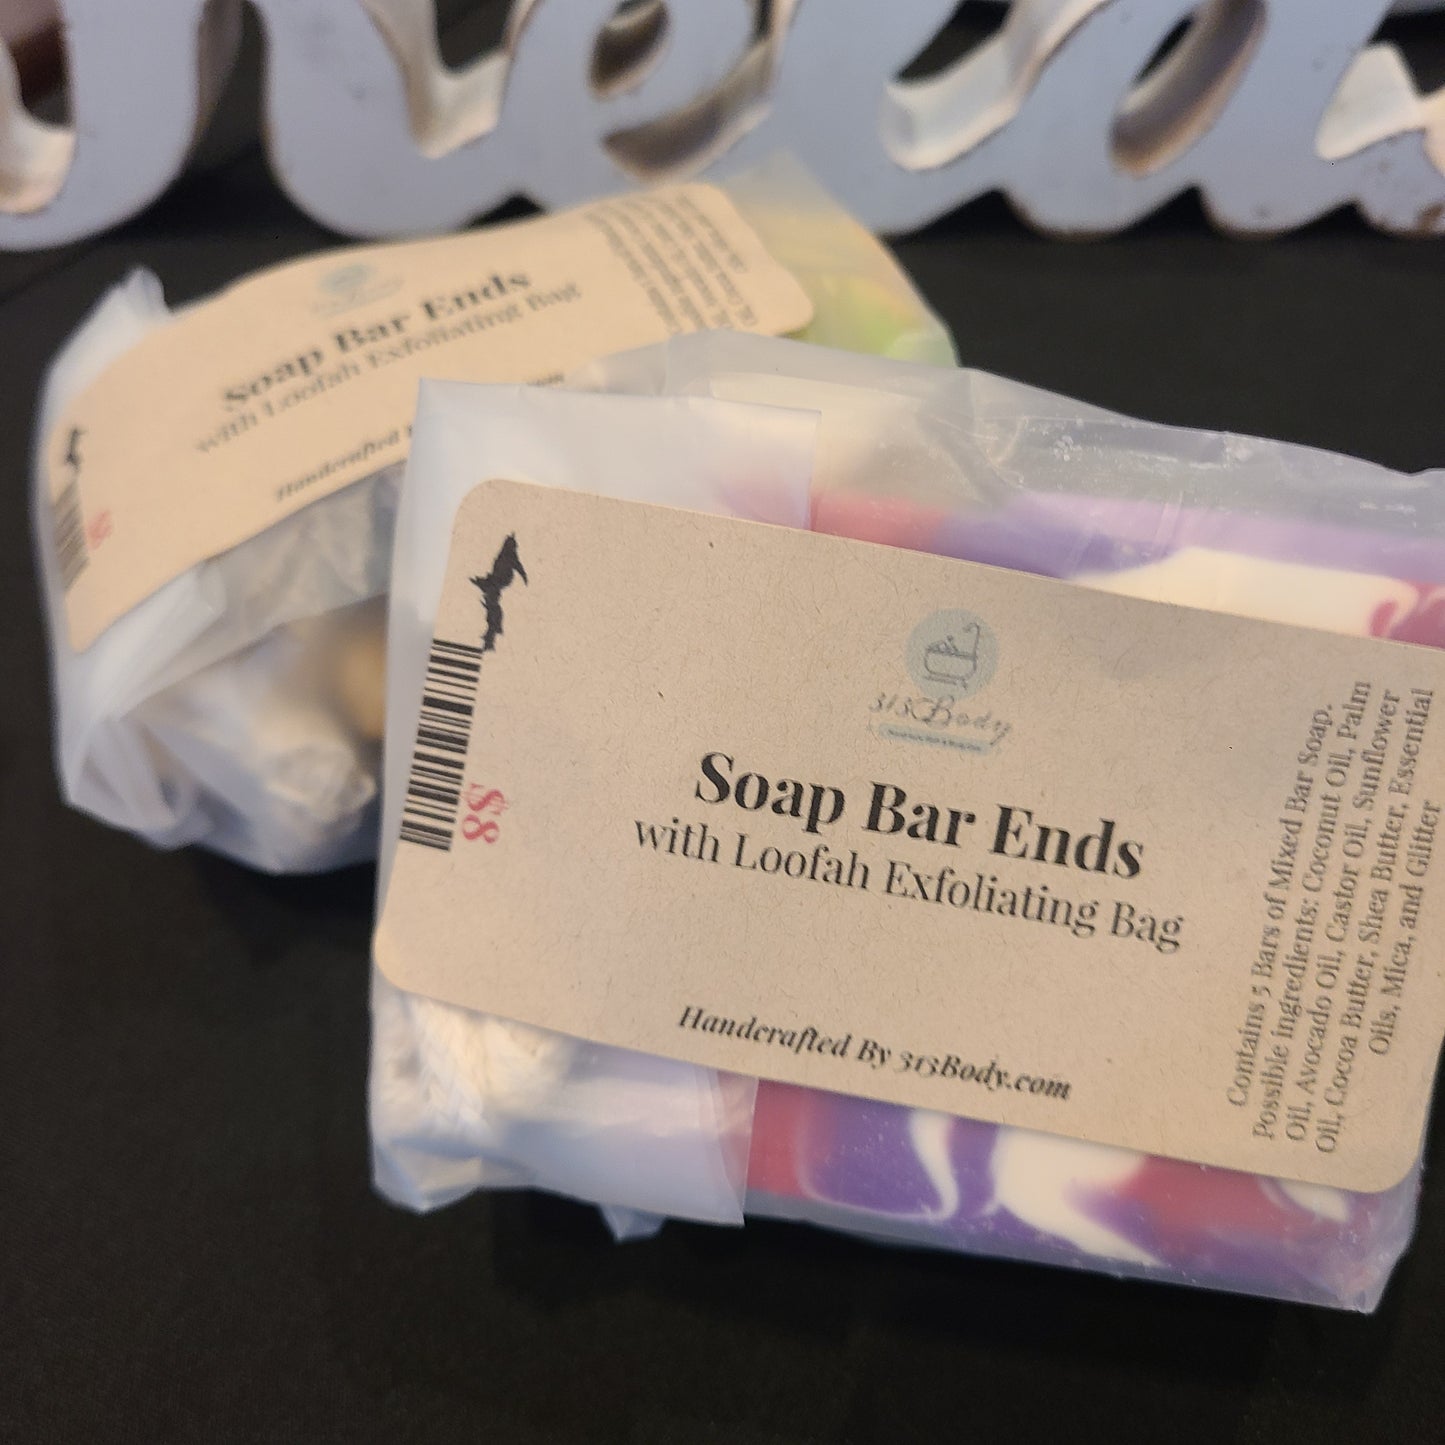 Soap Bar Ends
with Loofah Exfoliating Bag
Handcrafted
$8
313Body
Soap Bar Ends
with Loofah Exfoliating Bag
Handcrafted By 313Body.com
Contains 5 Bars of Mixed Bar Soap.
Possible ingredients: Coconut Oil, Palm
Oil, Avocado Oil, Castor Oil, Sunflower
Oil, Cocoa Butter, Shea Butter, Essential
Oils, Mica, and Glitter